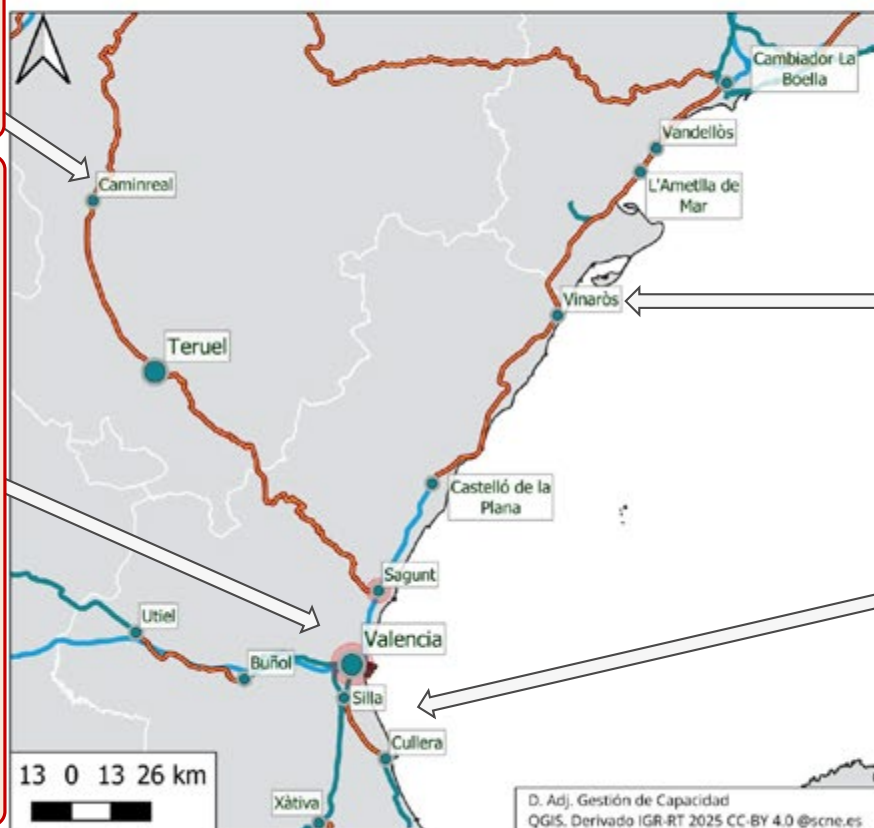 Cambiador La
Boella
Vandellòs
Caminreal
L'Ametlla de
Mar
Vinaròs
Teruel
Castelló de la
Plana
Sagunt
Utiel
Valencia
Buñol
Silla
Cullera
13 0 13 26 km
Xàtiva
D. Adj. Gestión de Capacidad
QGIS. Derivado IGR-RT 2025 CC-BY 4.0 @scne.es